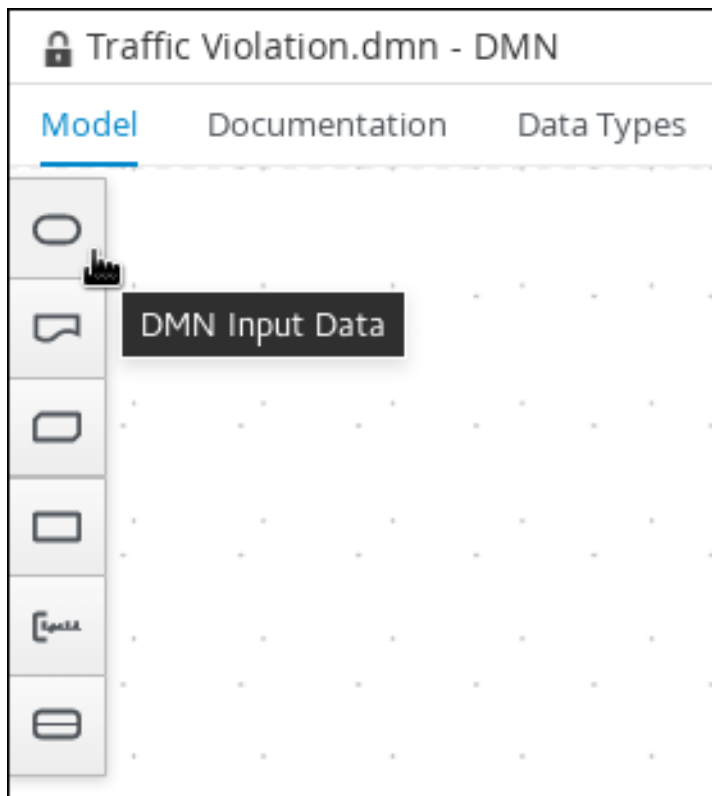 Traffic Violation.dmn - DMN
Model Documentation Data Types
DMN Input Data